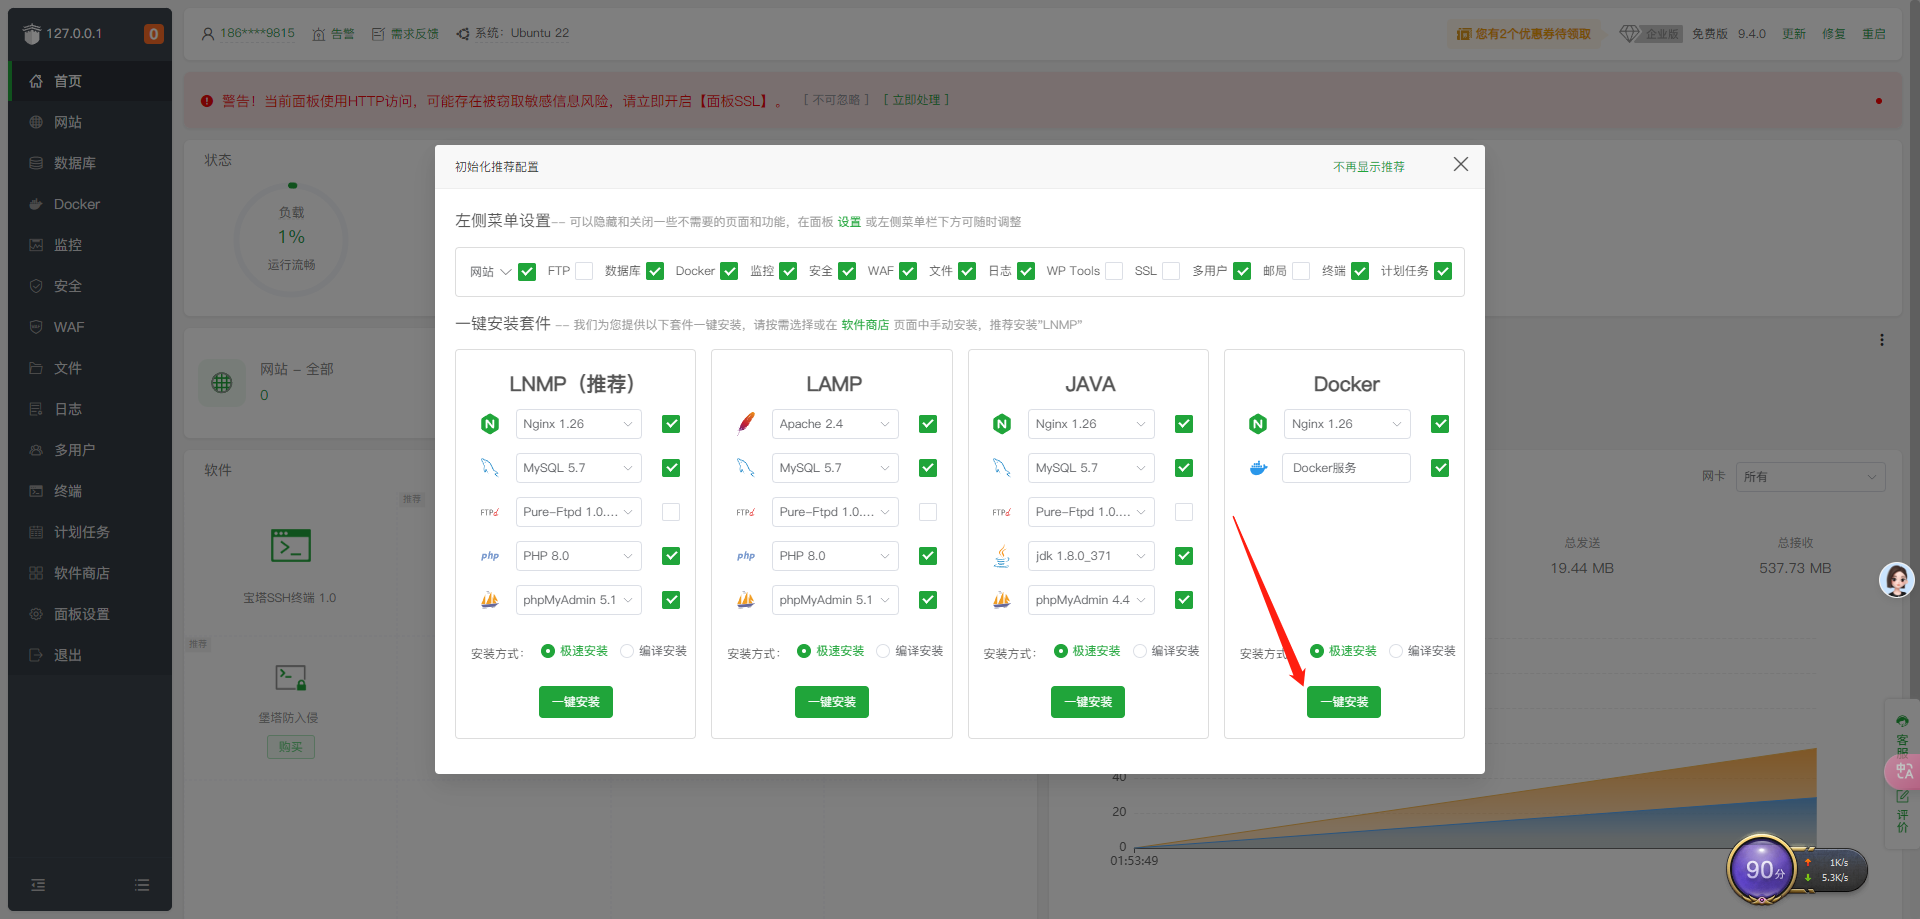 127.0.0.1
0
首页
网站
数据库
Docker
监控
安全
WAF
文件
日志
多用户
终端
计划任务
软件商店
面板设置
退出
186****9815
告警
需求反馈
系统：Ubuntu 22
您有2个优惠券待领取
企业版
免费版
9.4.0
更新
修复
重启
警告！当前面板使用HTTP访问，可能存在被窃取敏感信息风险，请立即开启【面板SSL】。 [ 不可忽略 ] [ 立即处理 ]
状态
负载
1%
运行流畅
网站 - 全部
0
软件
推荐
宝塔SSH终端 1.0
推荐
堡塔防入侵
购买
初始化推荐配置
不再显示推荐
左侧菜单设置-- 可以隐藏和关闭一些不需要的页面和功能，在面板 设置 或左侧菜单栏下方可随时调整
网站 FTP 数据库 Docker 监控 安全 WAF 文件 日志 WP Tools SSL 多用户 邮局 终端 计划任务
一键安装套件 -- 我们为您提供以下套件一键安装，请按需选择或在 软件商店 页面中手动安装，推荐安装"LNMP"
LNMP（推荐）
Nginx 1.26
MySQL 5.7
FTP
Pure-Ftpd 1.0....
php
PHP 8.0
phpMyAdmin 5.1
安装方式： 极速安装 编译安装
一键安装
LAMP
Apache 2.4
MySQL 5.7
FTP
Pure-Ftpd 1.0....
php
PHP 8.0
phpMyAdmin 5.1
安装方式： 极速安装 编译安装
一键安装
JAVA
Nginx 1.26
MySQL 5.7
FTP
Pure-Ftpd 1.0....
jdk 1.8.0_371
phpMyAdmin 4.4
安装方式： 极速安装 编译安装
一键安装
Docker
Nginx 1.26
Docker服务
安装方式 极速安装 编译安装
一键安装
网卡
所有
总发送
19.44 MB
总接收
537.73 MB
40
20
0
01:53:49
客服
评价
90分
1K/s
5.3K/s